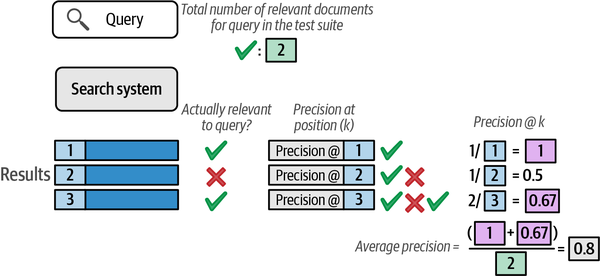 Query
Total number of relevant documents
for query in the test suite
: 2
Search system
Actually relevant
to query?
Precision at
position (k)
Precision @ k
Results
1 Precision @ 1 1/ 1 = 1
2 Precision @ 2 1/ 2 = 0.5
3 Precision @ 3 2/ 3 = 0.67
Average precision = ( 1 + 0.67 ) = 0.8
2